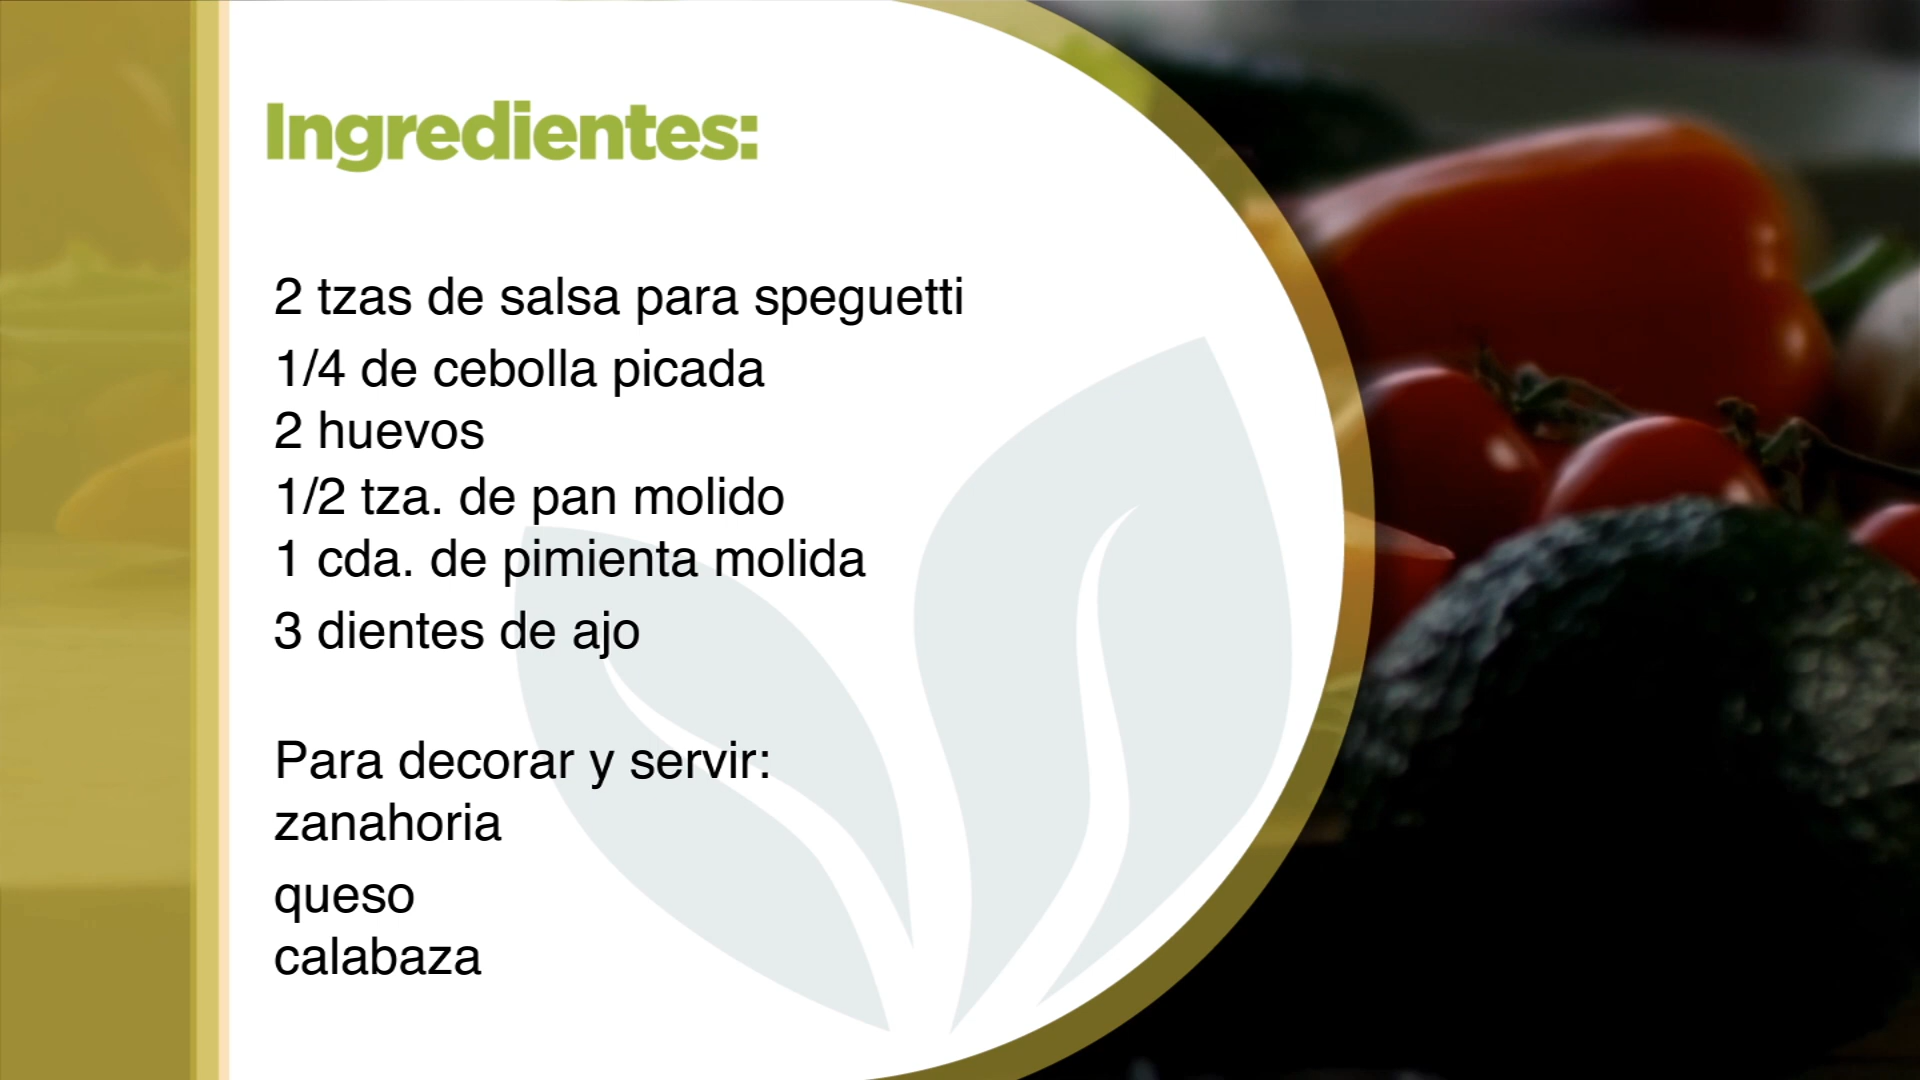 Ingredientes:
2 tzas de salsa para speguetti
1/4 de cebolla picada
2 huevos
1/2 tza. de pan molido
1 cda. de pimienta molida
3 dientes de ajo
Para decorar y servir:
zanahoria
queso
calabaza